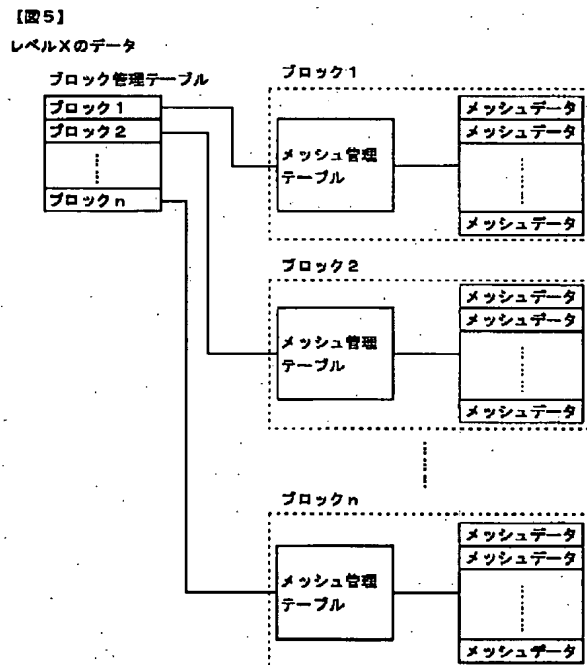 【図5】
レベルXのデータ
ブロック管理テーブル
ブロック1
ブロック2
ブロックn
ブロック1
メッシュ管理
テーブル
メッシュデータ
メッシュデータ
メッシュデータ
ブロック2
メッシュ管理
テーブル
メッシュデータ
メッシュデータ
メッシュデータ
ブロックn
メッシュ管理
テーブル
メッシュデータ
メッシュデータ
メッシュデータ